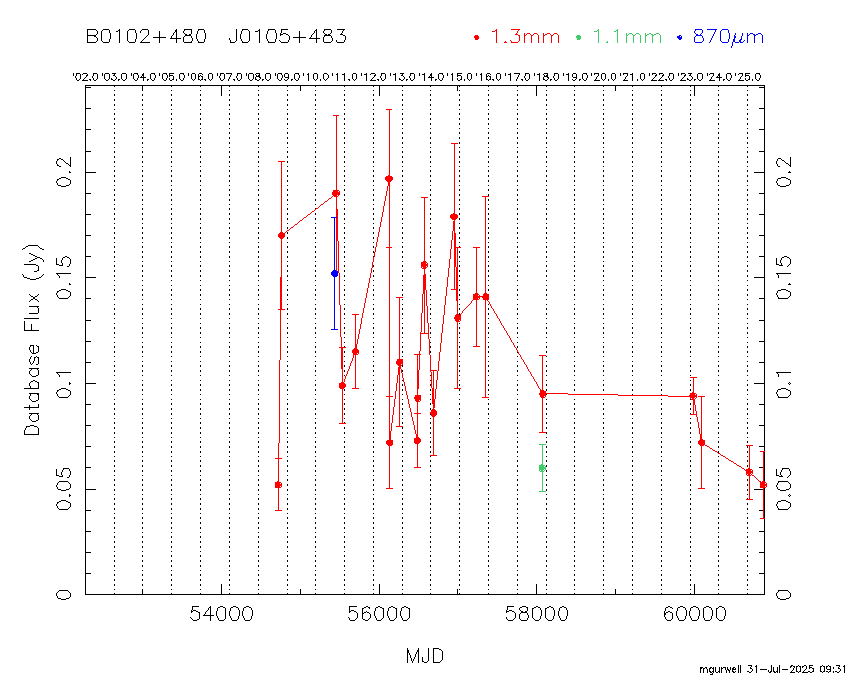 B0102+480 J0105+483 1.3mm 1.1mm 870μm
'02.0 '03.0 '04.0 '05.0 '06.0 '07.0 '08.0 '09.0 '10.0 '11.0 '12.0 '13.0 '14.0 '15.0 '16.0 '17.0 '18.0 '19.0 '20.0 '21.0 '22.0 '23.0 '24.0 '25.0
0.2 0.2
0.15 0.15
0.1 0.1
0.05 0.05
0 0
Database Flux (Jy)
54000 56000 58000 60000
MJD
mgurwell 31-Jul-2025 09:31